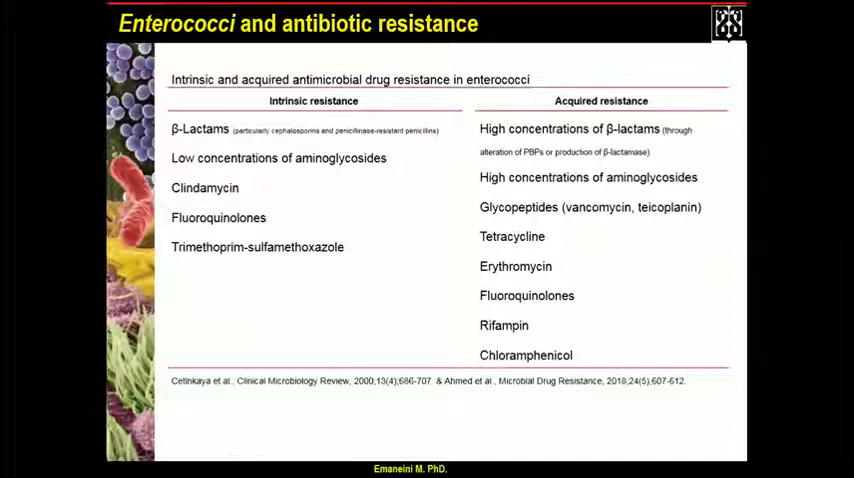 Enterococci and antibiotic resistance
Intrinsic and acquired antimicrobial drug resistance in enterococci
Intrinsic resistance
β-Lactams (particularly cephalosporins and penicillinase-resistant penicillins)
Low concentrations of aminoglycosides
Clindamycin
Fluoroquinolones
Trimethoprim-sulfamethoxazole
Acquired resistance
High concentrations of β-lactams (through
alteration of PBPs or production of β-lactamase)
High concentrations of aminoglycosides
Glycopeptides (vancomycin, teicoplanin)
Tetracycline
Erythromycin
Fluoroquinolones
Rifampin
Chloramphenicol
Cetinkaya et al., Clinical Microbiology Review, 2000;13(4);686-707. & Ahmed et al., Microbial Drug Resistance, 2018;24(5),607-612.
Emaneini M. PhD.